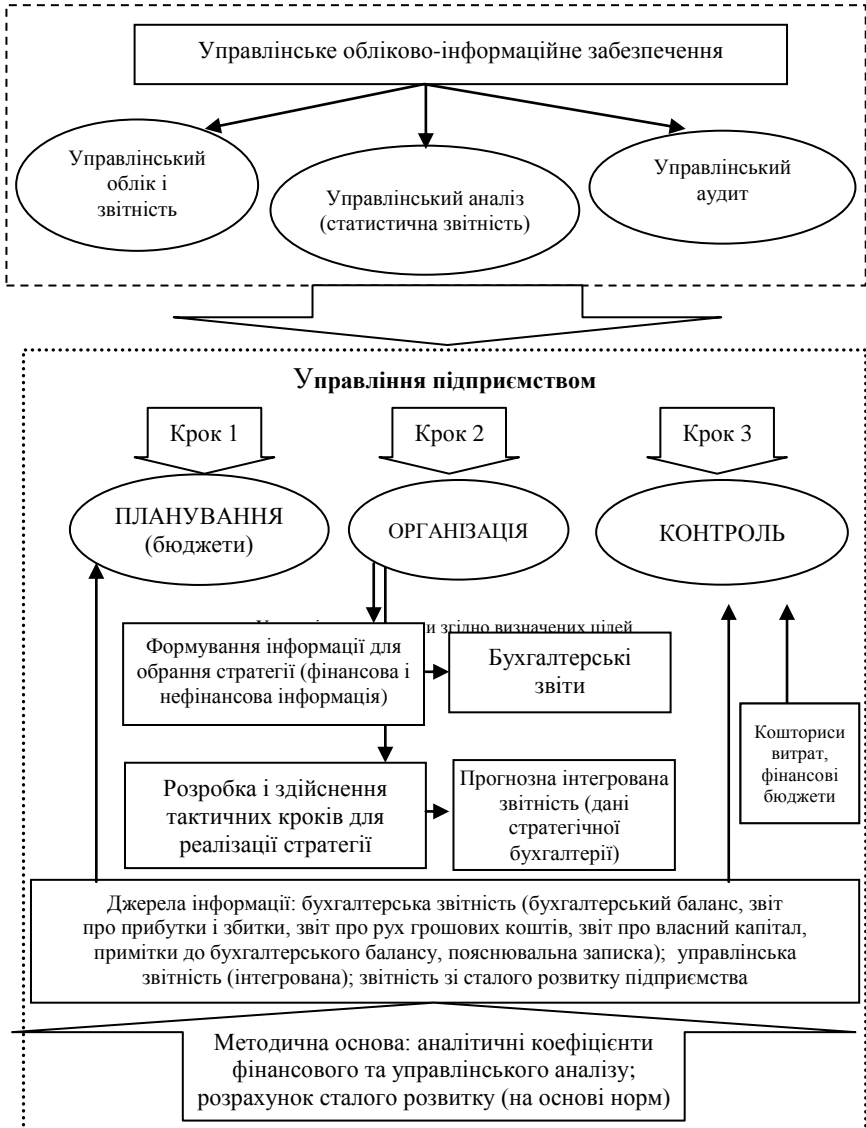 Управлінське обліково-інформаційне забезпечення
Управлінський
облік і
звітність
Управлінський аналіз
(статистична звітність)
Управлінський
аудит
Управління підприємством
Крок 1
Крок 2
Крок 3
ПЛАНУВАННЯ
(бюджети)
ОРГАНІЗАЦІЯ
КОНТРОЛЬ
згідно визначених цілей
Формування інформації для
обрання стратегії (фінансова і
нефінансова інформація)
Бухгалтерські
звіти
Кошториси
витрат,
фінансові
бюджети
Розробка і здійснення
тактичних кроків для
реалізації стратегії
Прогнозна інтегрована
звітність (дані
стратегічної
бухгалтерії)
Джерела інформації: бухгалтерська звітність (бухгалтерський баланс, звіт
про прибутки і збитки, звіт про рух грошових коштів, звіт про власний капітал,
примітки до бухгалтерського балансу, пояснювальна записка); управлінська
звітність (інтегрована); звітність зі сталого розвитку підприємства
Методична основа: аналітичні коефіцієнти
фінансового та управлінського аналізу;
розрахунок сталого розвитку (на основі норм)